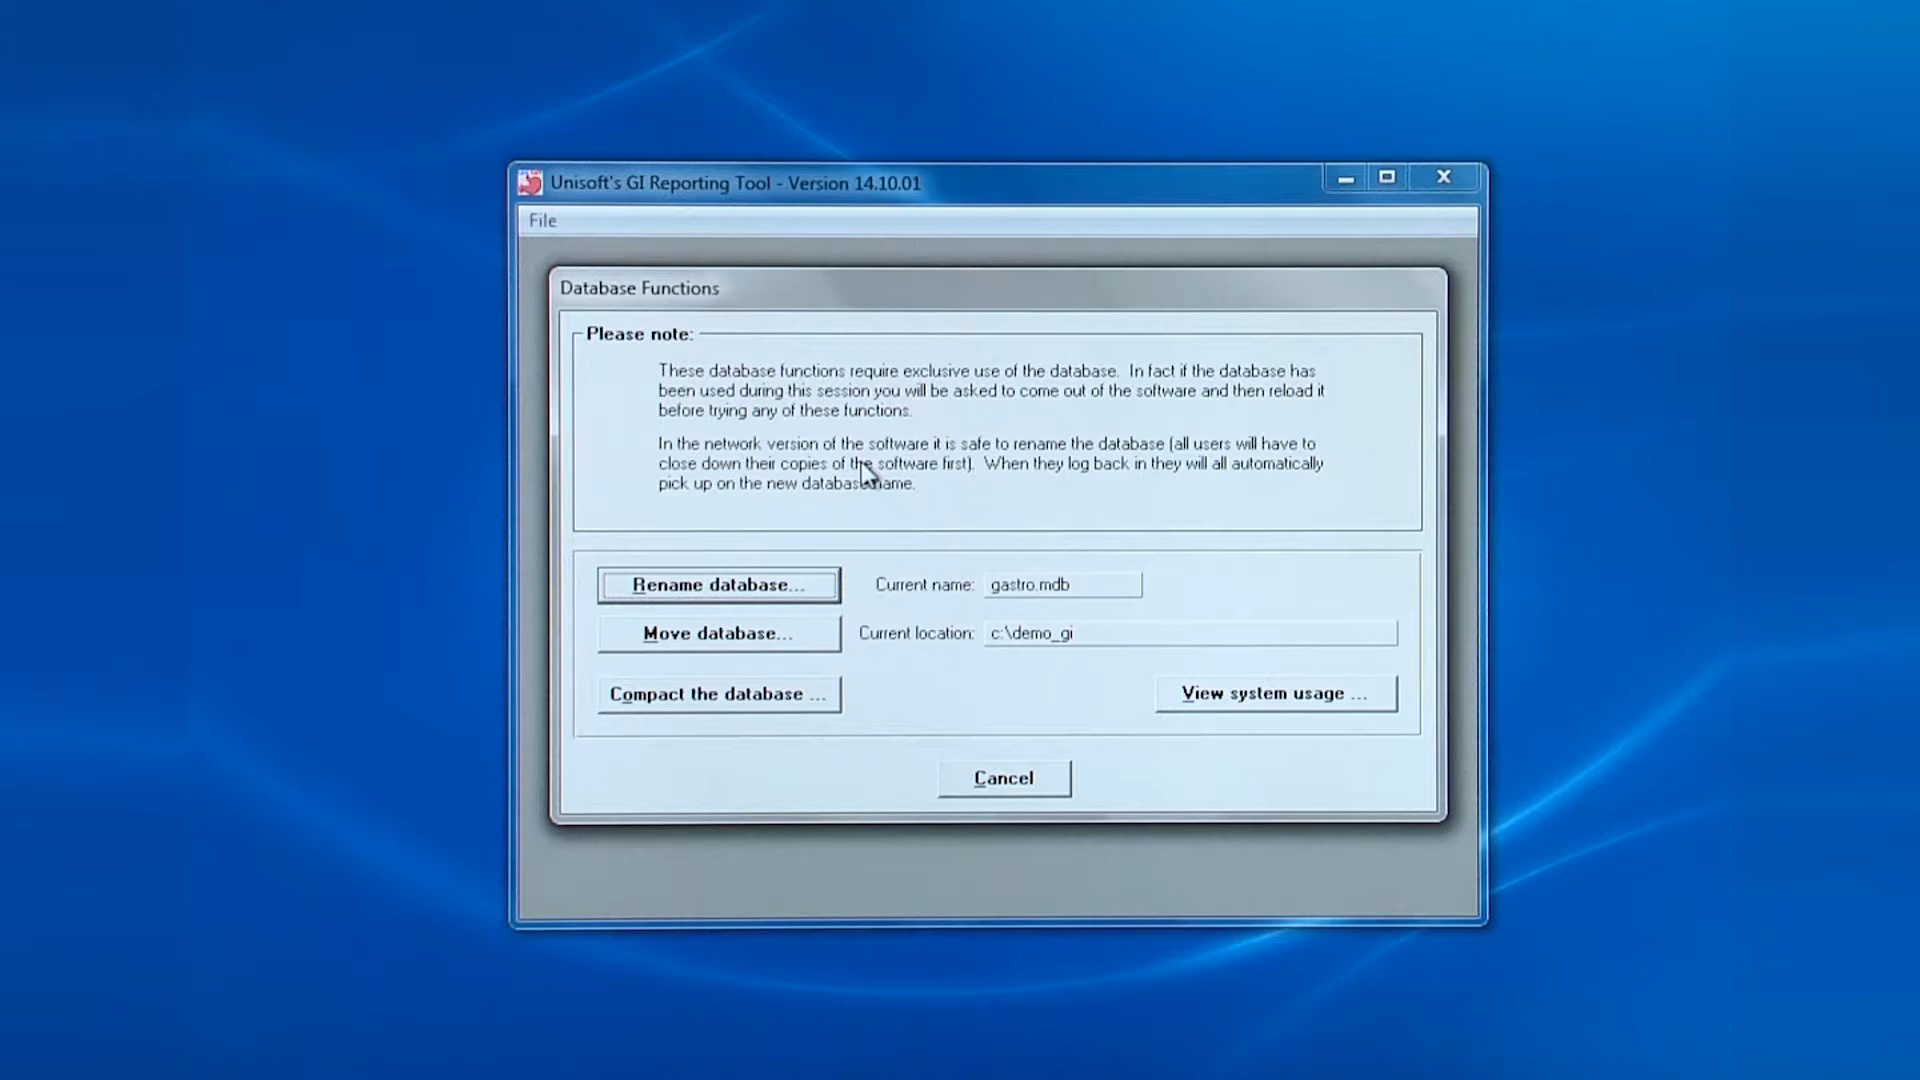 Unisoft's GI Reporting Tool - Version 14.10.01
File
Database Functions
Please note:
These database functions require exclusive use of the database. In fact if the database has
been used during this session you will be asked to come out of the software and then reload it
before trying any of these functions.
In the network version of the software it is safe to rename the database (all users will have to
close down their copies of the software first). When they log back in they will all automatically
pick up on the new database name.
Rename database...
Current name:
gastro.mdb
Move database...
Current location:
c:\demo_gi
Compact the database ...
View system usage ...
Cancel